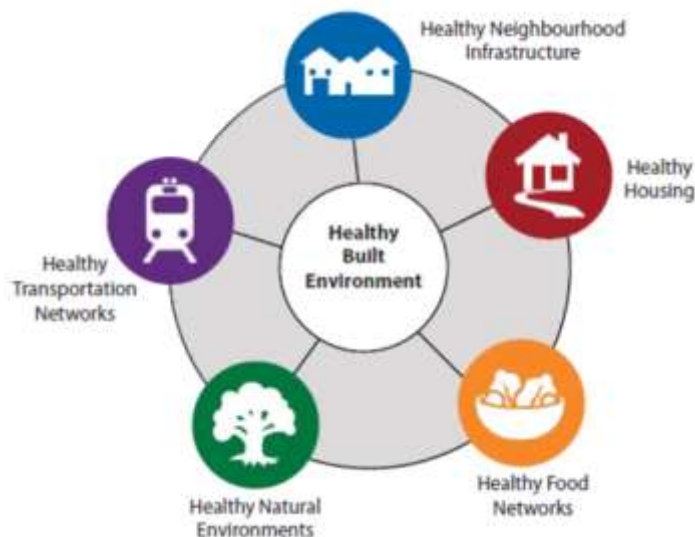 Healthy Neighbourhood
Infrastructure
Healthy
Housing
Healthy
Built
Environment
Healthy
Transportation
Networks
Healthy Food
Networks
Healthy Natural
Environments